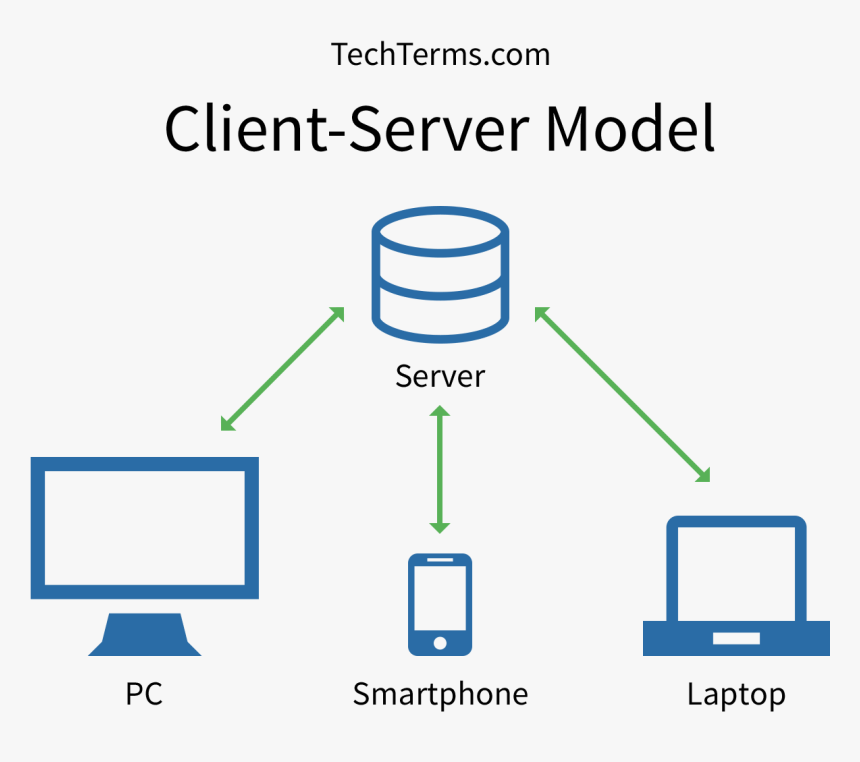 TechTerms.com
Client-Server Model
Server
PC
Smartphone
Laptop